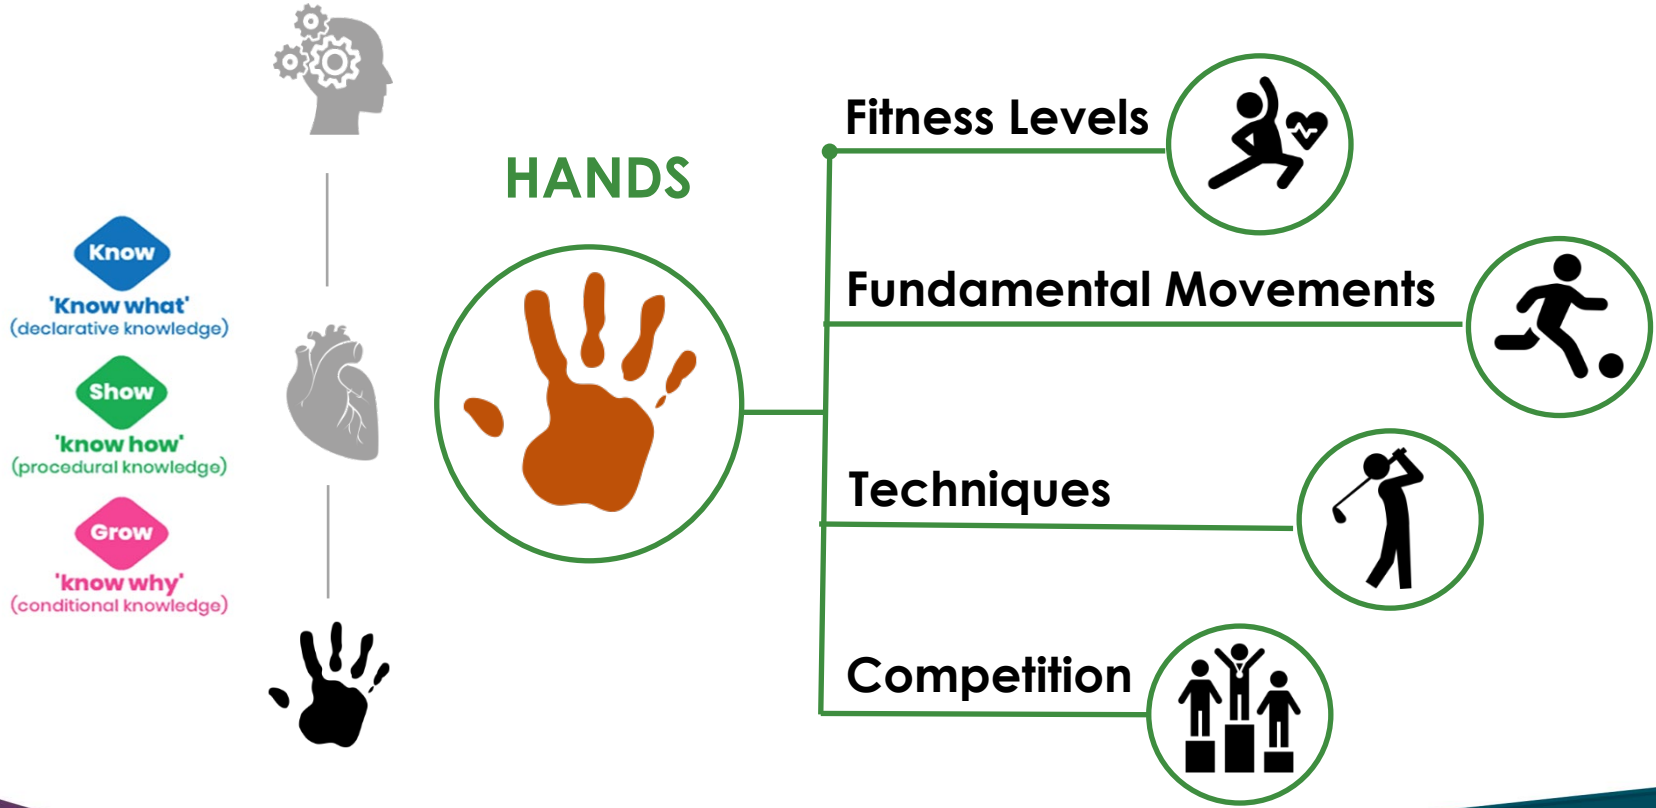 Know
'Know what'
(declarative knowledge)
Show
'know how'
(procedural knowledge)
Grow
'know why'
(conditional knowledge)
HANDS
Fitness Levels
Fundamental Movements
Techniques
Competition